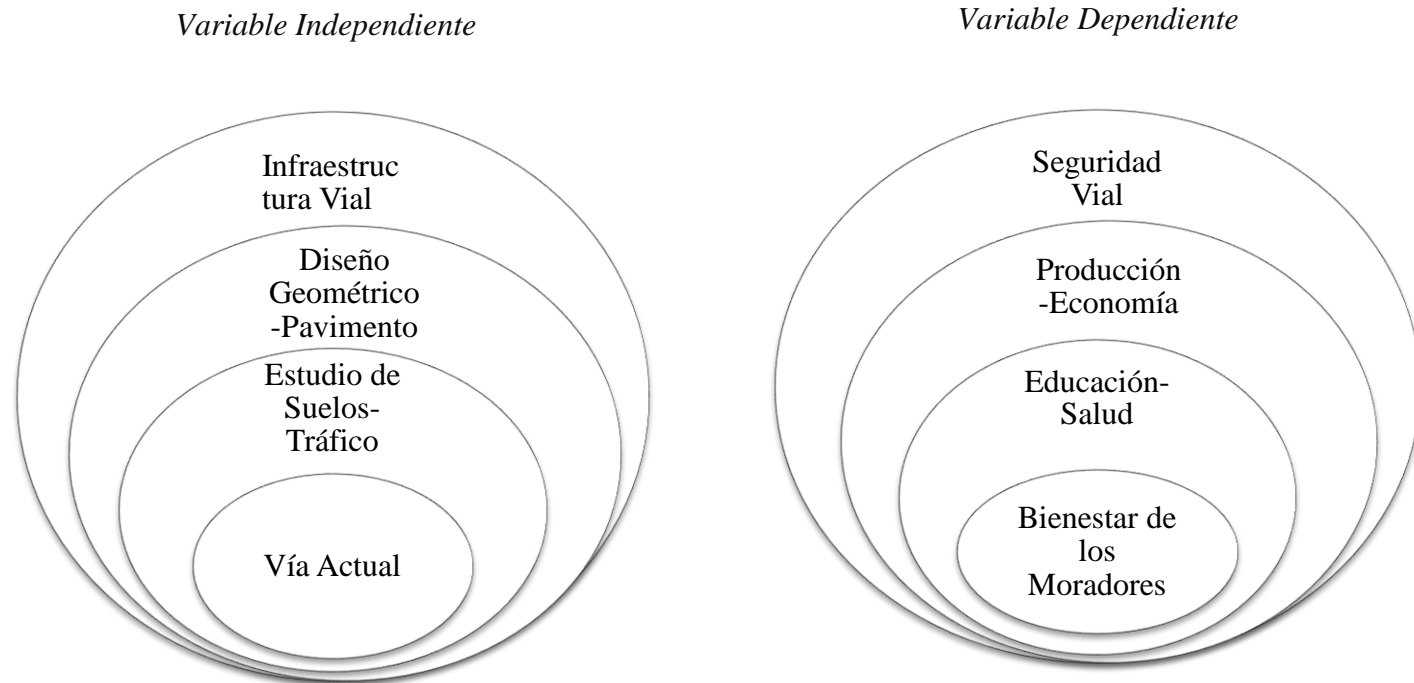 Variable Independiente
Infraestruc
tura Vial
Diseño
Geométrico
-Pavimento
Estudio de
Suelos-
Tráfico
Vía Actual
Variable Dependiente
Seguridad
Vial
Producción
-Economía
Educación-
Salud
Bienestar de
los
Moradores